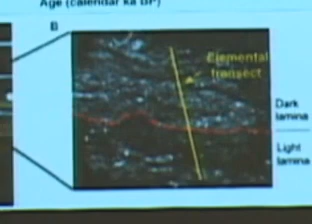 Age (calendar ka BP)
B
Elemental
transect
Dark
lamina
Light
lamina